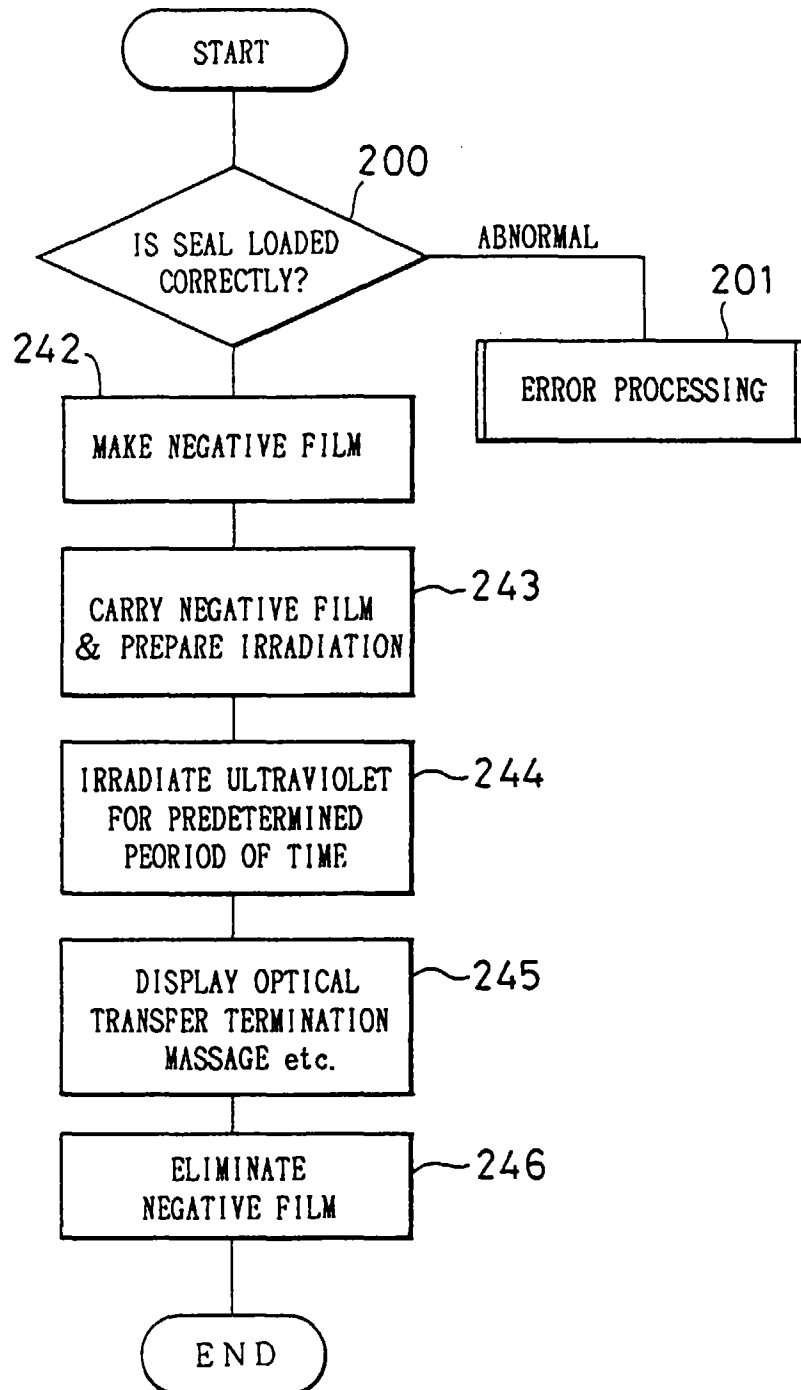 START
200
IS SEAL LOADED
CORRECTLY?
ABNORMAL
201
ERROR PROCESSING
242
MAKE NEGATIVE FILM
CARRY NEGATIVE FILM
& PREPARE IRRADIATION
243
IRRADIATE ULTRAVIOLET
FOR PREDETERMINED
PEORIOD OF TIME
244
DISPLAY OPTICAL
TRANSFER TERMINATION
MASSAGE etc.
245
ELIMINATE
NEGATIVE FILM
246
END